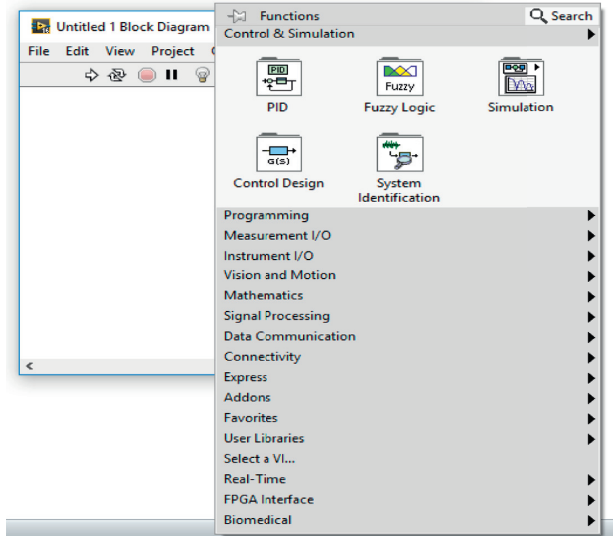 Untitled 1 Block Diagram
File Edit View Project
Functions
Search
Control & Simulation
PID
Fuzzy
PID
Fuzzy Logic
Simulation
G(s)
Control Design
System
Identification
Programming
Measurement I/O
Instrument I/O
Vision and Motion
Mathematics
Signal Processing
Data Communication
Connectivity
Express
Addons
Favorites
User Libraries
Select a VI...
Real-Time
FPGA Interface
Biomedical